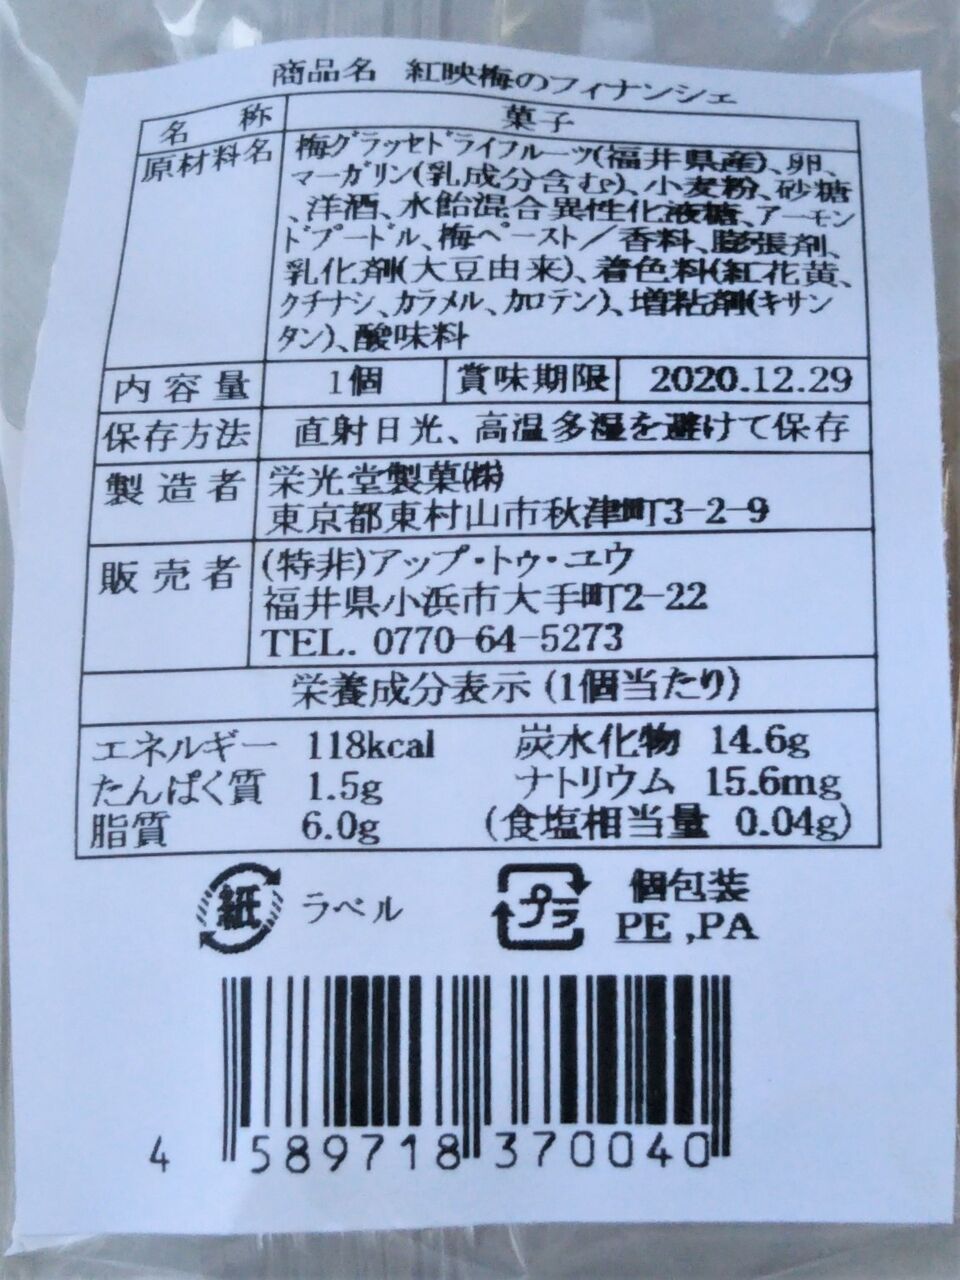 商品名 紅映梅のフィナンシェ
名称 菓子
原材料名 梅グラッセドライフルーツ(福井県産)、卵、
マーガリン(乳成分含む)、小麦粉、砂糖
、洋酒、水飴混合異性化液糖、アーモン
ドプードル、梅ペースト/香料、膨張剤、
乳化剤(大豆由来)、着色料(紅花黄、
クチナシ、カラメル、カロテン)、増粘剤(キサン
タン)、酸味料
内容量 1個 賞味期限 2020.12.29
保存方法 直射日光、高温多湿を避けて保存
製造者 栄光堂製菓(株)
東京都東村山市秋津町3-2-9
販売者 (特非)アップ・トゥ・ユウ
福井県小浜市大手町2-22
TEL. 0770-64-5273
栄養成分表示(1個当たり)
エネルギー 118kcal 炭水化物 14.6g
たんぱく質 1.5g ナトリウム 15.6mg
脂質 6.0g (食塩相当量 0.04g)
紙 ラベル プラ 個包装
PE,PA
4 589718 370040